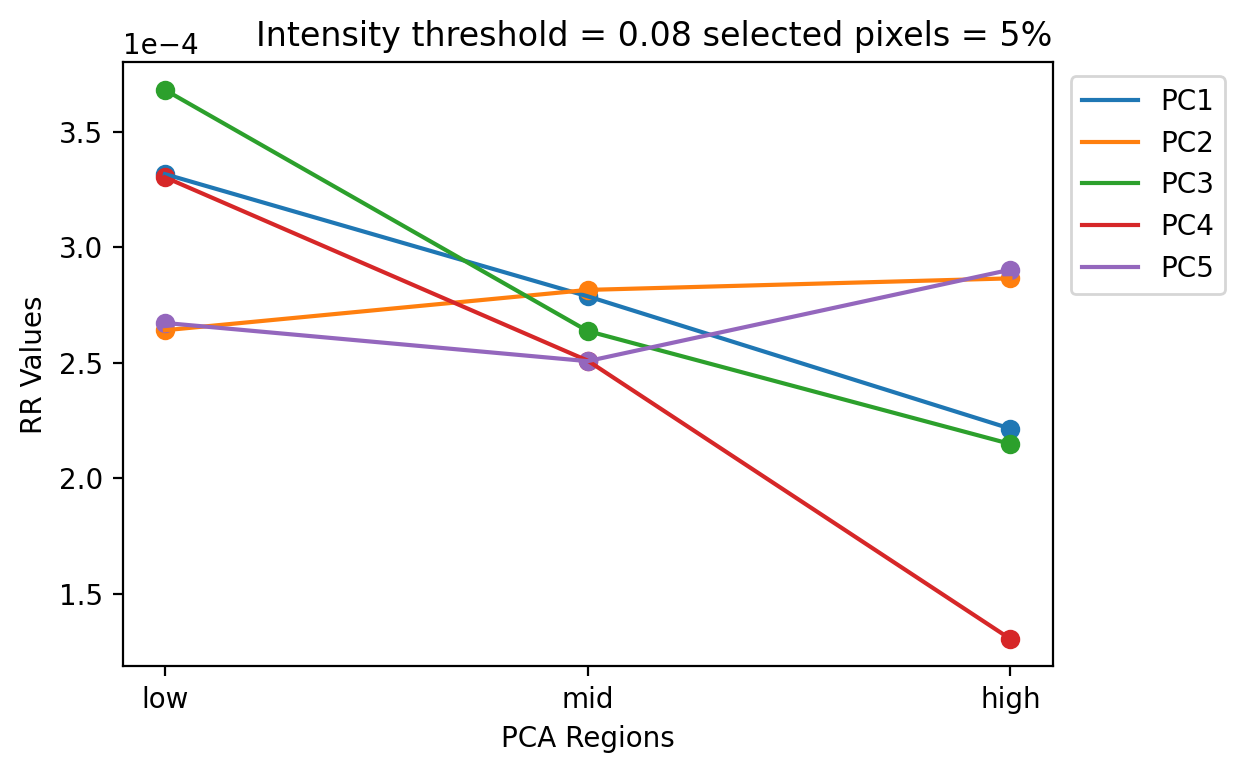 Intensity threshold = 0.08 selected pixels = 5%
1e−4
3.5
3.0
2.5
2.0
1.5
RR Values
low
mid
high
PCA Regions
PC1
PC2
PC3
PC4
PC5